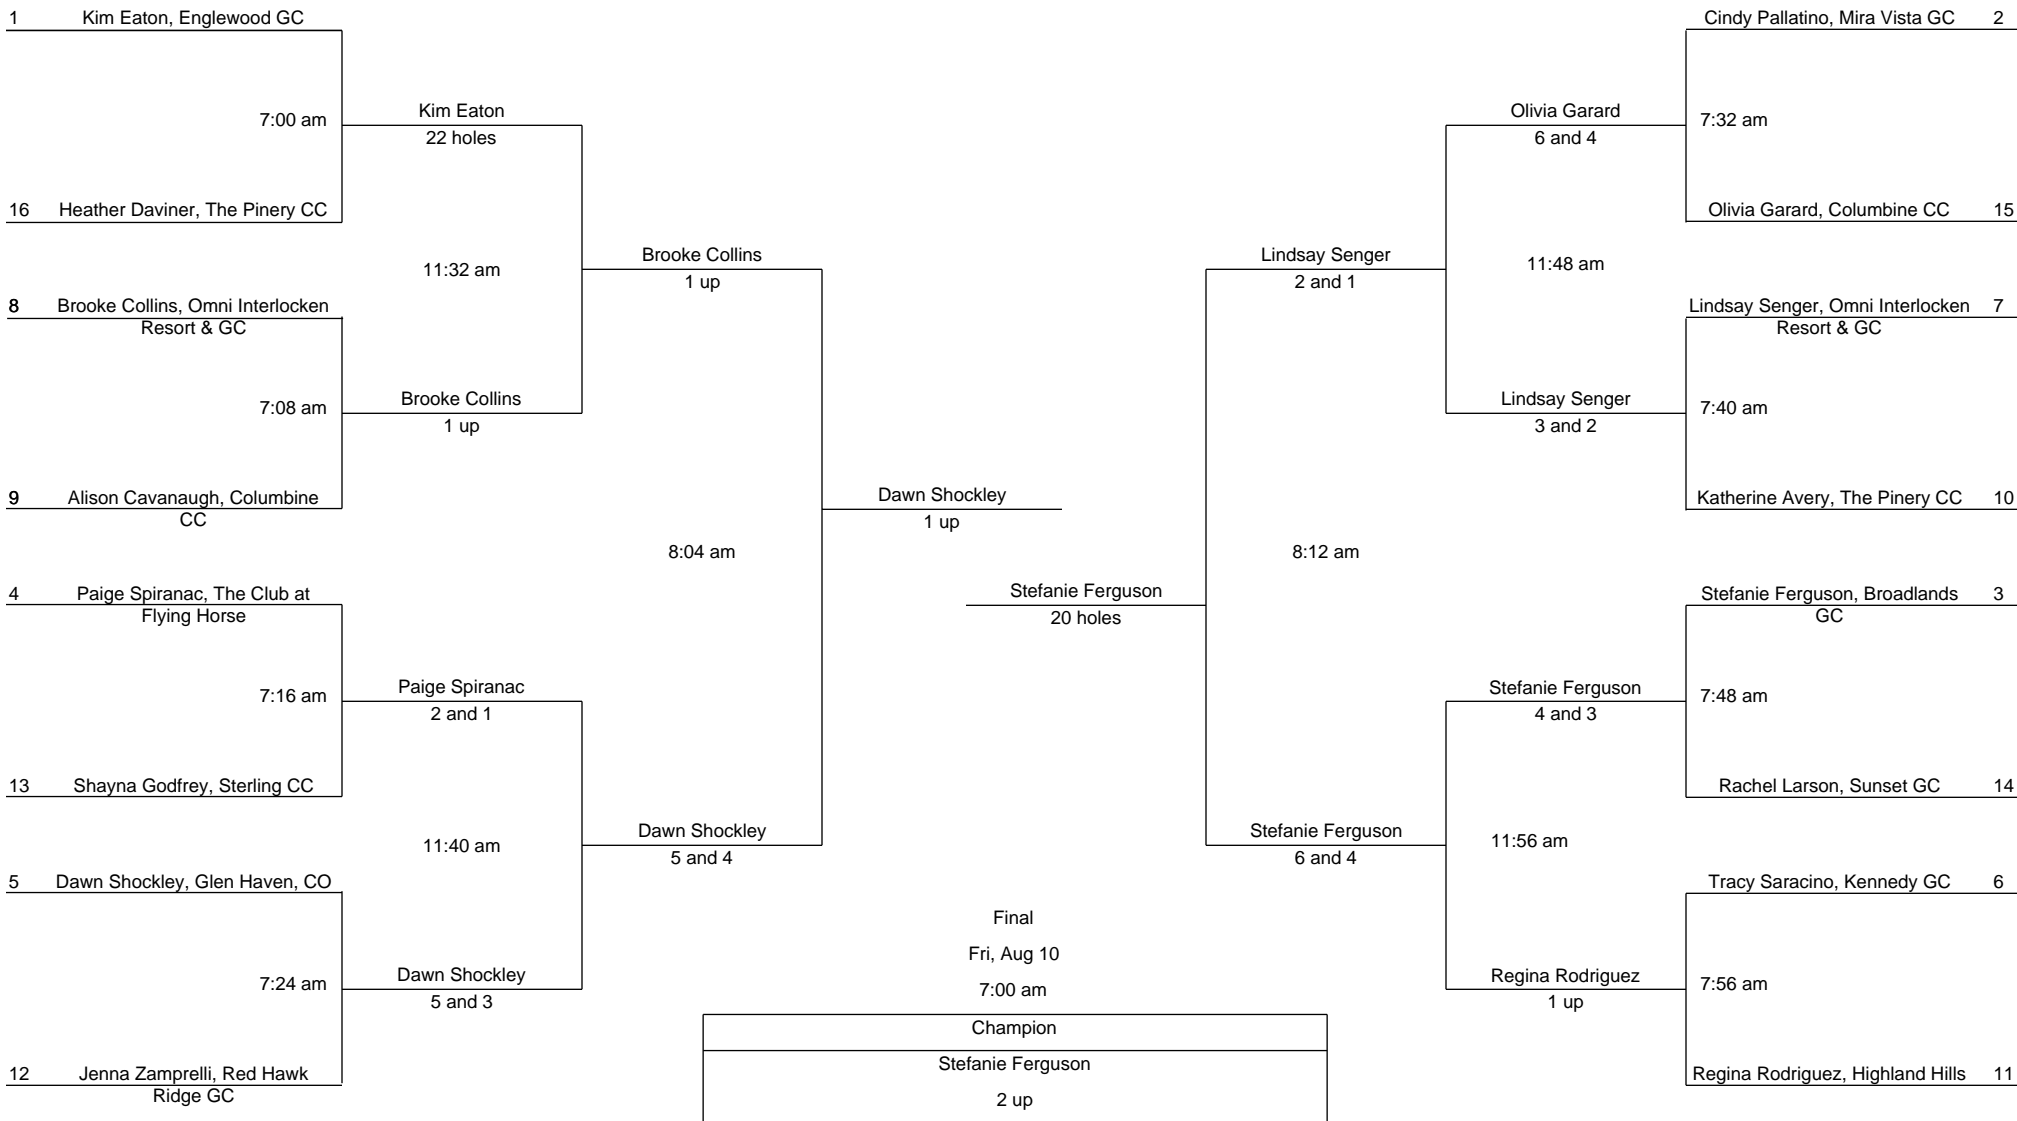 1 Kim Eaton, Englewood GC
7:00 am
16 Heather Daviner, The Pinery CC
Kim Eaton
22 holes
11:32 am
8 Brooke Collins, Omni Interlocken
Resort & GC
7:08 am
9 Alison Cavanaugh, Columbine
CC
Brooke Collins
1 up
Brooke Collins
1 up
8:04 am
4 Paige Spiranac, The Club at
Flying Horse
7:16 am
13 Shayna Godfrey, Sterling CC
Paige Spiranac
2 and 1
11:40 am
5 Dawn Shockley, Glen Haven, CO
7:24 am
12 Jenna Zamprelli, Red Hawk
Ridge GC
Dawn Shockley
5 and 3
Dawn Shockley
5 and 4
Dawn Shockley
1 up
Stefanie Ferguson
20 holes
Lindsay Senger
2 and 1
8:12 am
Stefanie Ferguson
6 and 4
Olivia Garard
6 and 4
11:48 am
Lindsay Senger
3 and 2
Stefanie Ferguson
4 and 3
11:56 am
Regina Rodriguez
1 up
Cindy Pallatino, Mira Vista GC 2
7:32 am
Olivia Garard, Columbine CC 15
Lindsay Senger, Omni Interlocken 7
Resort & GC
7:40 am
Katherine Avery, The Pinery CC 10
Stefanie Ferguson, Broadlands 3
GC
7:48 am
Rachel Larson, Sunset GC 14
Tracy Saracino, Kennedy GC 6
7:56 am
Regina Rodriguez, Highland Hills 11
Final
Fri, Aug 10
7:00 am
Champion
Stefanie Ferguson
2 up